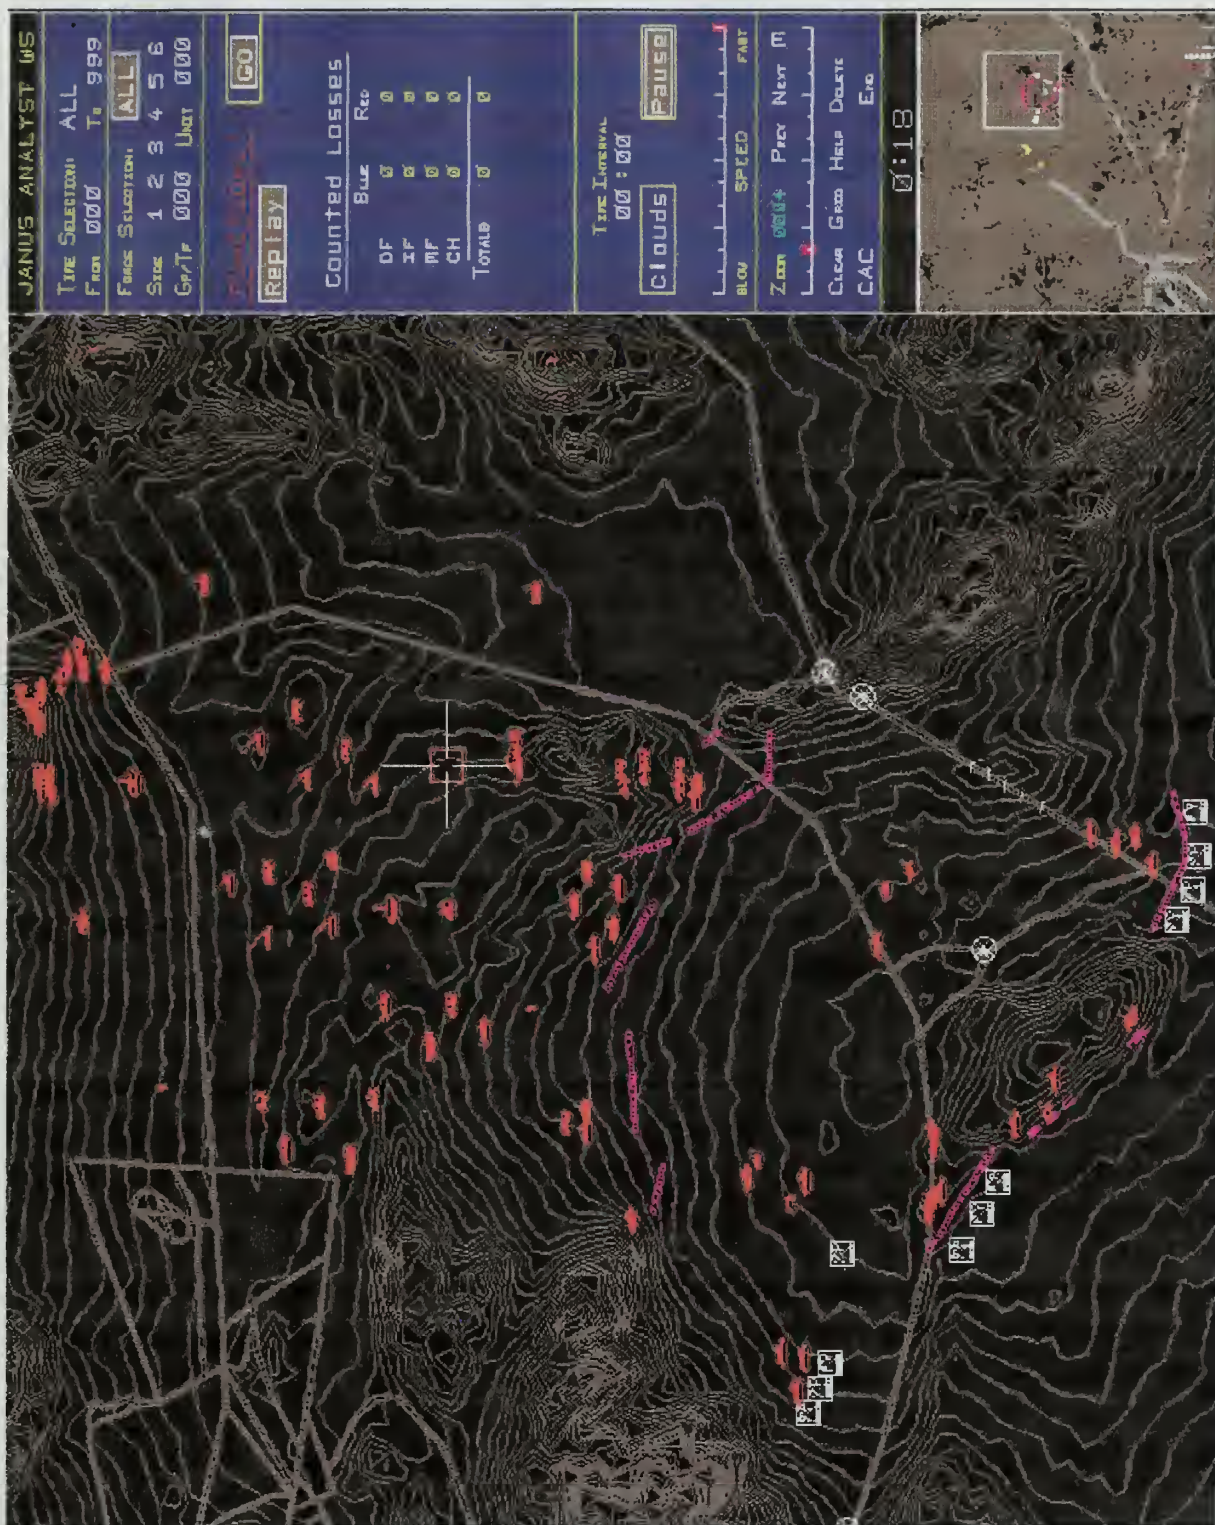 JANUS ANALYST WS
TIME SELECTION: ALL
FROM 000 TO 999
FORCE SELECTION: ALL
SIDE 1 2 3 4 5 6
GP/TF 000 UNIT 000
GO
Replay
COUNTED LOSSES
BLUE RED
DF 0 0
IF 0 0
MF 0 0
CH 0 0
TOTALS 0 0
TIME INTERVAL
00:00
Clouds Pause
SLOW SPEED FAST
ZOOM PREV NEXT M
CLEAR GRID HELP DELETE
CAC END
0:18